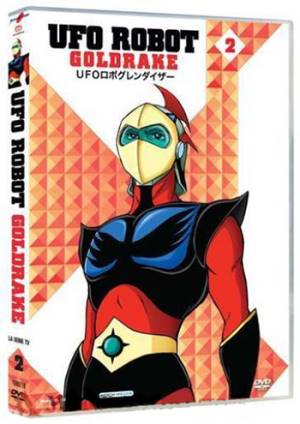 UFO ROBOT
GOLDRAKE
UFOロボグレンダイザー
2
UFO ROBOT GOLDRAKE
LA SERIE TV
2
DVD